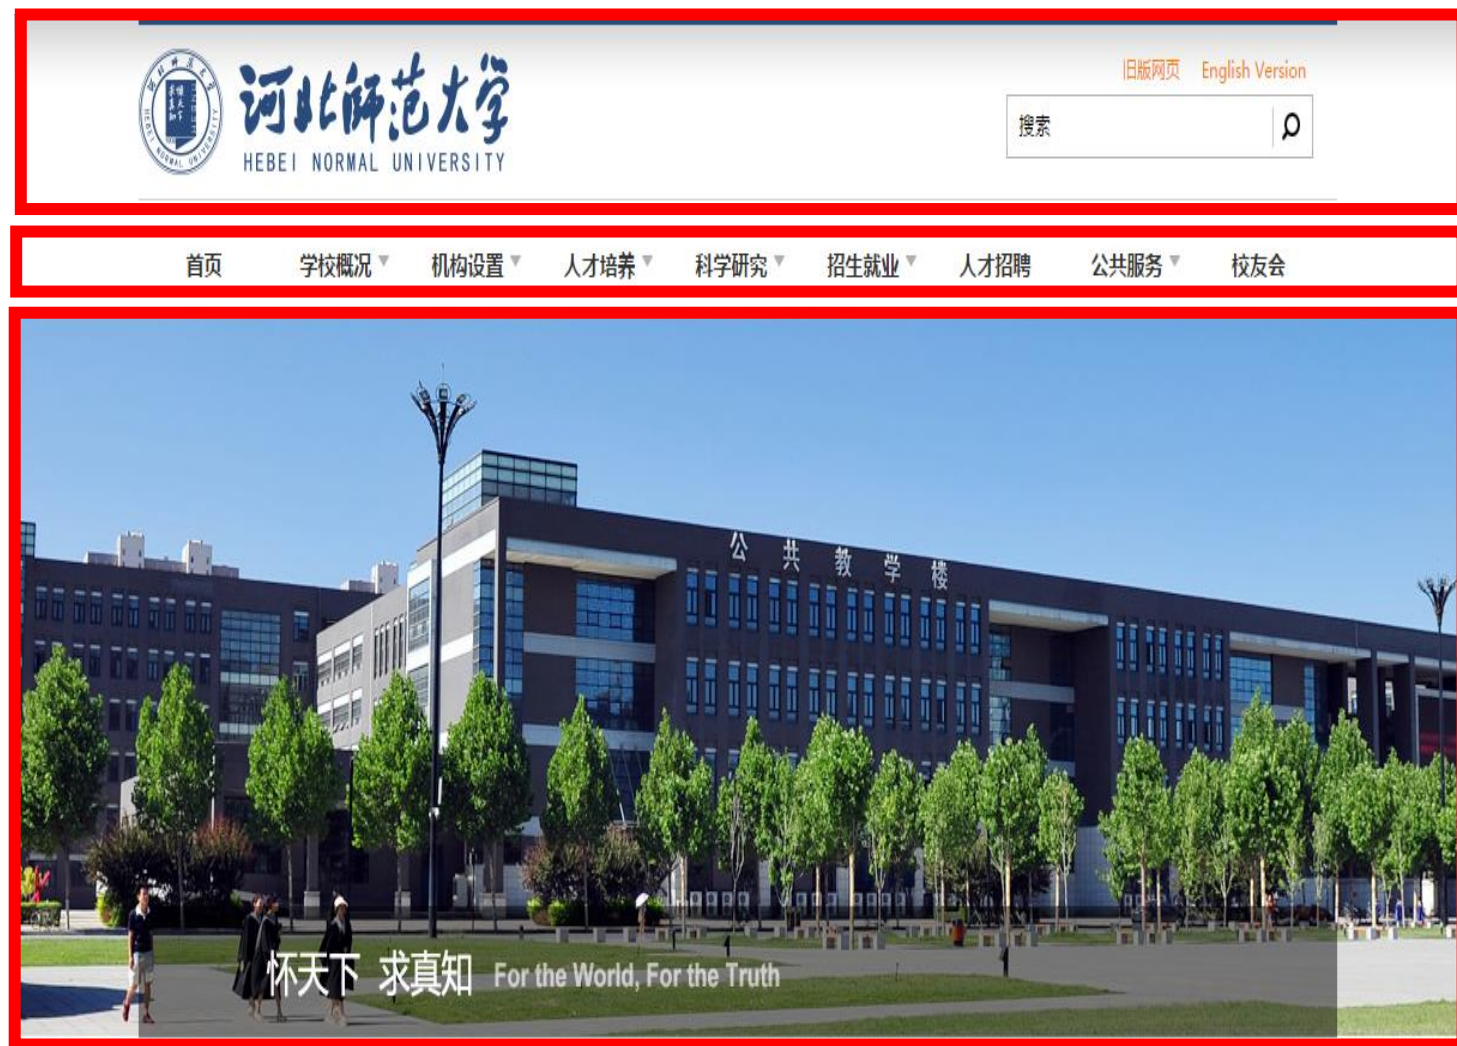 旧版网页 English Version
河北师范大学
HEBEI NORMAL UNIVERSITY
搜索
首页 学校概况 机构设置 人才培养 科学研究 招生就业 人才招聘 公共服务 校友会
公共教学楼
怀天下 求真知 For the World, For the Truth